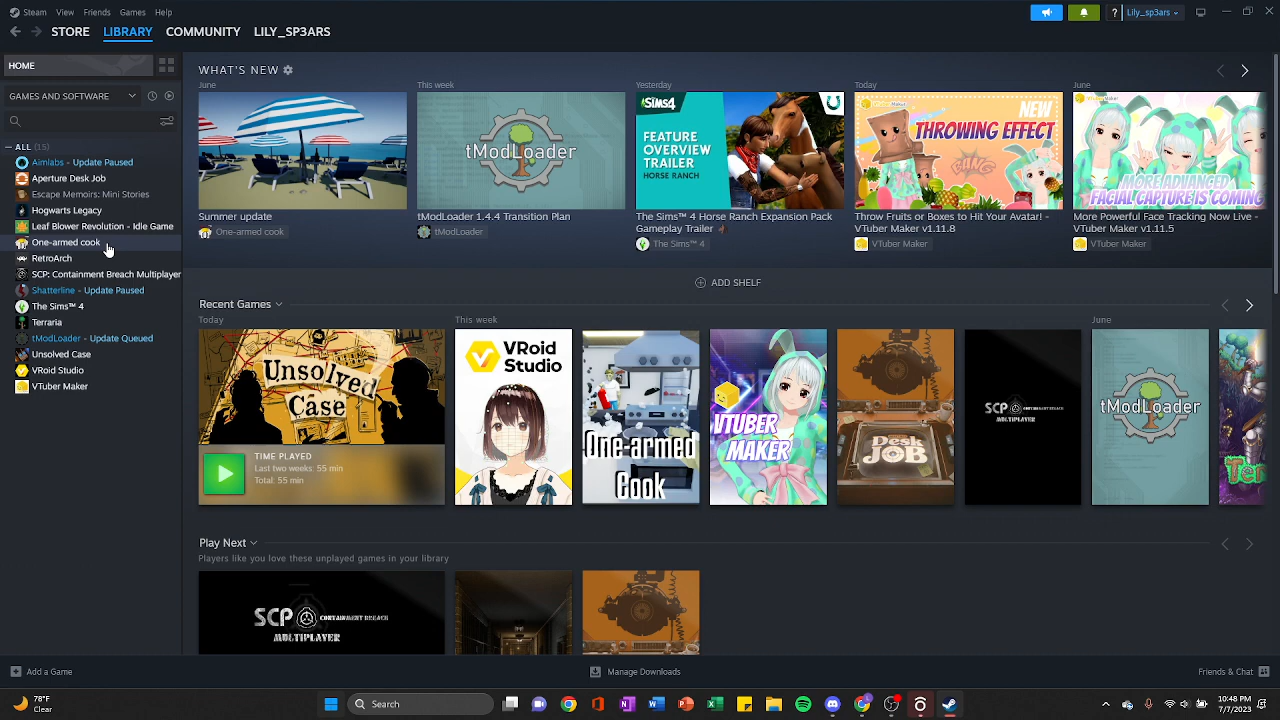 Steam View Friends Games Help
? Lily_sp3ars
STORE LIBRARY COMMUNITY LILY_SP3ARS
HOME
GAMES AND SOFTWARE
ALL (15)
Aimlabs - Update Paused
Aperture Desk Job
Escape Memoirs: Mini Stories
Hogwarts Legacy
Leaf Blower Revolution - Idle Game
One-armed cook
RetroArch
SCP: Containment Breach Multiplayer
Shatterline - Update Paused
The Sims™ 4
Terraria
tModLoader - Update Queued
Unsolved Case
VRoid Studio
VTuber Maker
WHAT'S NEW
June
Summer update
One-armed cook
This week
tModLoader
tModLoader 1.4.4 Transition Plan
tModLoader
Yesterday
THE SIMS 4
FEATURE
OVERVIEW
TRAILER
HORSE RANCH
The Sims™ 4 Horse Ranch Expansion Pack
Gameplay Trailer
The Sims™ 4
Today
VTuber Maker
NEW
THROWING EFFECT
BANG
Throw Fruits or Boxes to Hit Your Avatar! -
VTuber Maker v1.11.8
VTuber Maker
June
VTuber Maker
MORE ADVANCED
FACIAL CAPTURE IS COMING
More Powerful Face Tracking Now Live -
VTuber Maker v1.11.5
VTuber Maker
ADD SHELF
Recent Games
Today
Unsolved
Case
TIME PLAYED
Last two weeks: 55 min
Total: 55 min
This week
VRoid
Studio
One-armed
Cook
VTUBER
MAKER
Desk
JOB
SCP CONTAINMENT BREACH
MULTIPLAYER
June
tModLoader
Ter
Play Next
Players like you love these unplayed games in your library
SCP CONTAINMENT BREACH
MULTIPLAYER
Add a Game
Manage Downloads
Friends & Chat
78°F
Clear
Search
10:48 PM
7/7/2023